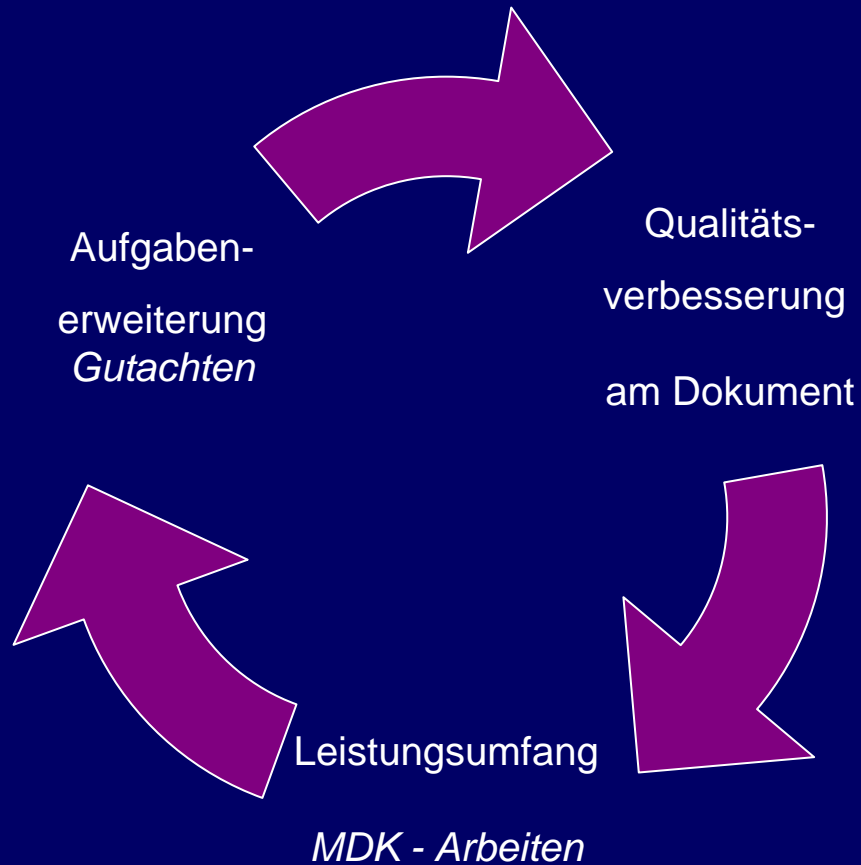 Aufgaben-
erweiterung
Gutachten
Qualitäts-
verbesserung
am Dokument
Leistungsumfang
MDK - Arbeiten